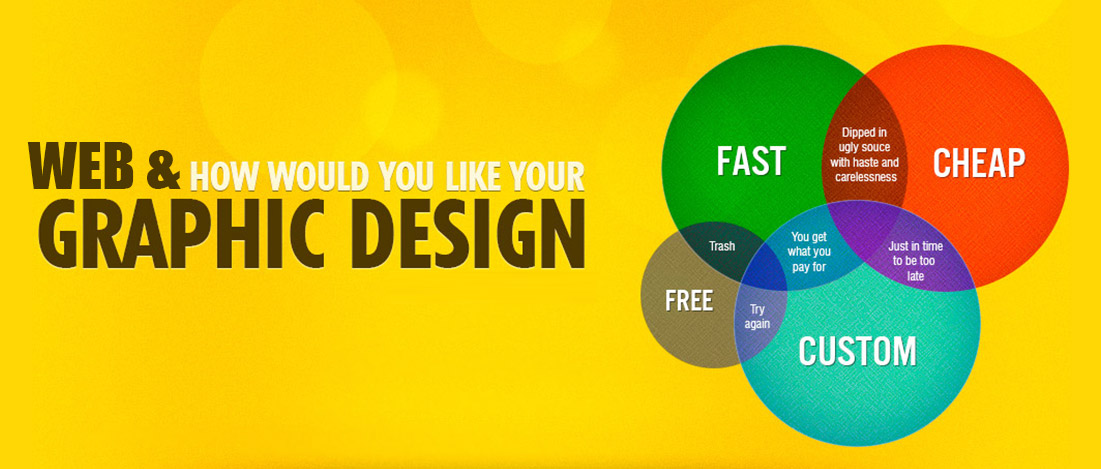 WEB & HOW WOULD YOU LIKE YOUR
GRAPHIC DESIGN
FAST
Dipped in
ugly souce
with haste and
carelessness
CHEAP
Trash
You get
what you
pay for
Just in time
to be too
late
FREE
Try
again
CUSTOM